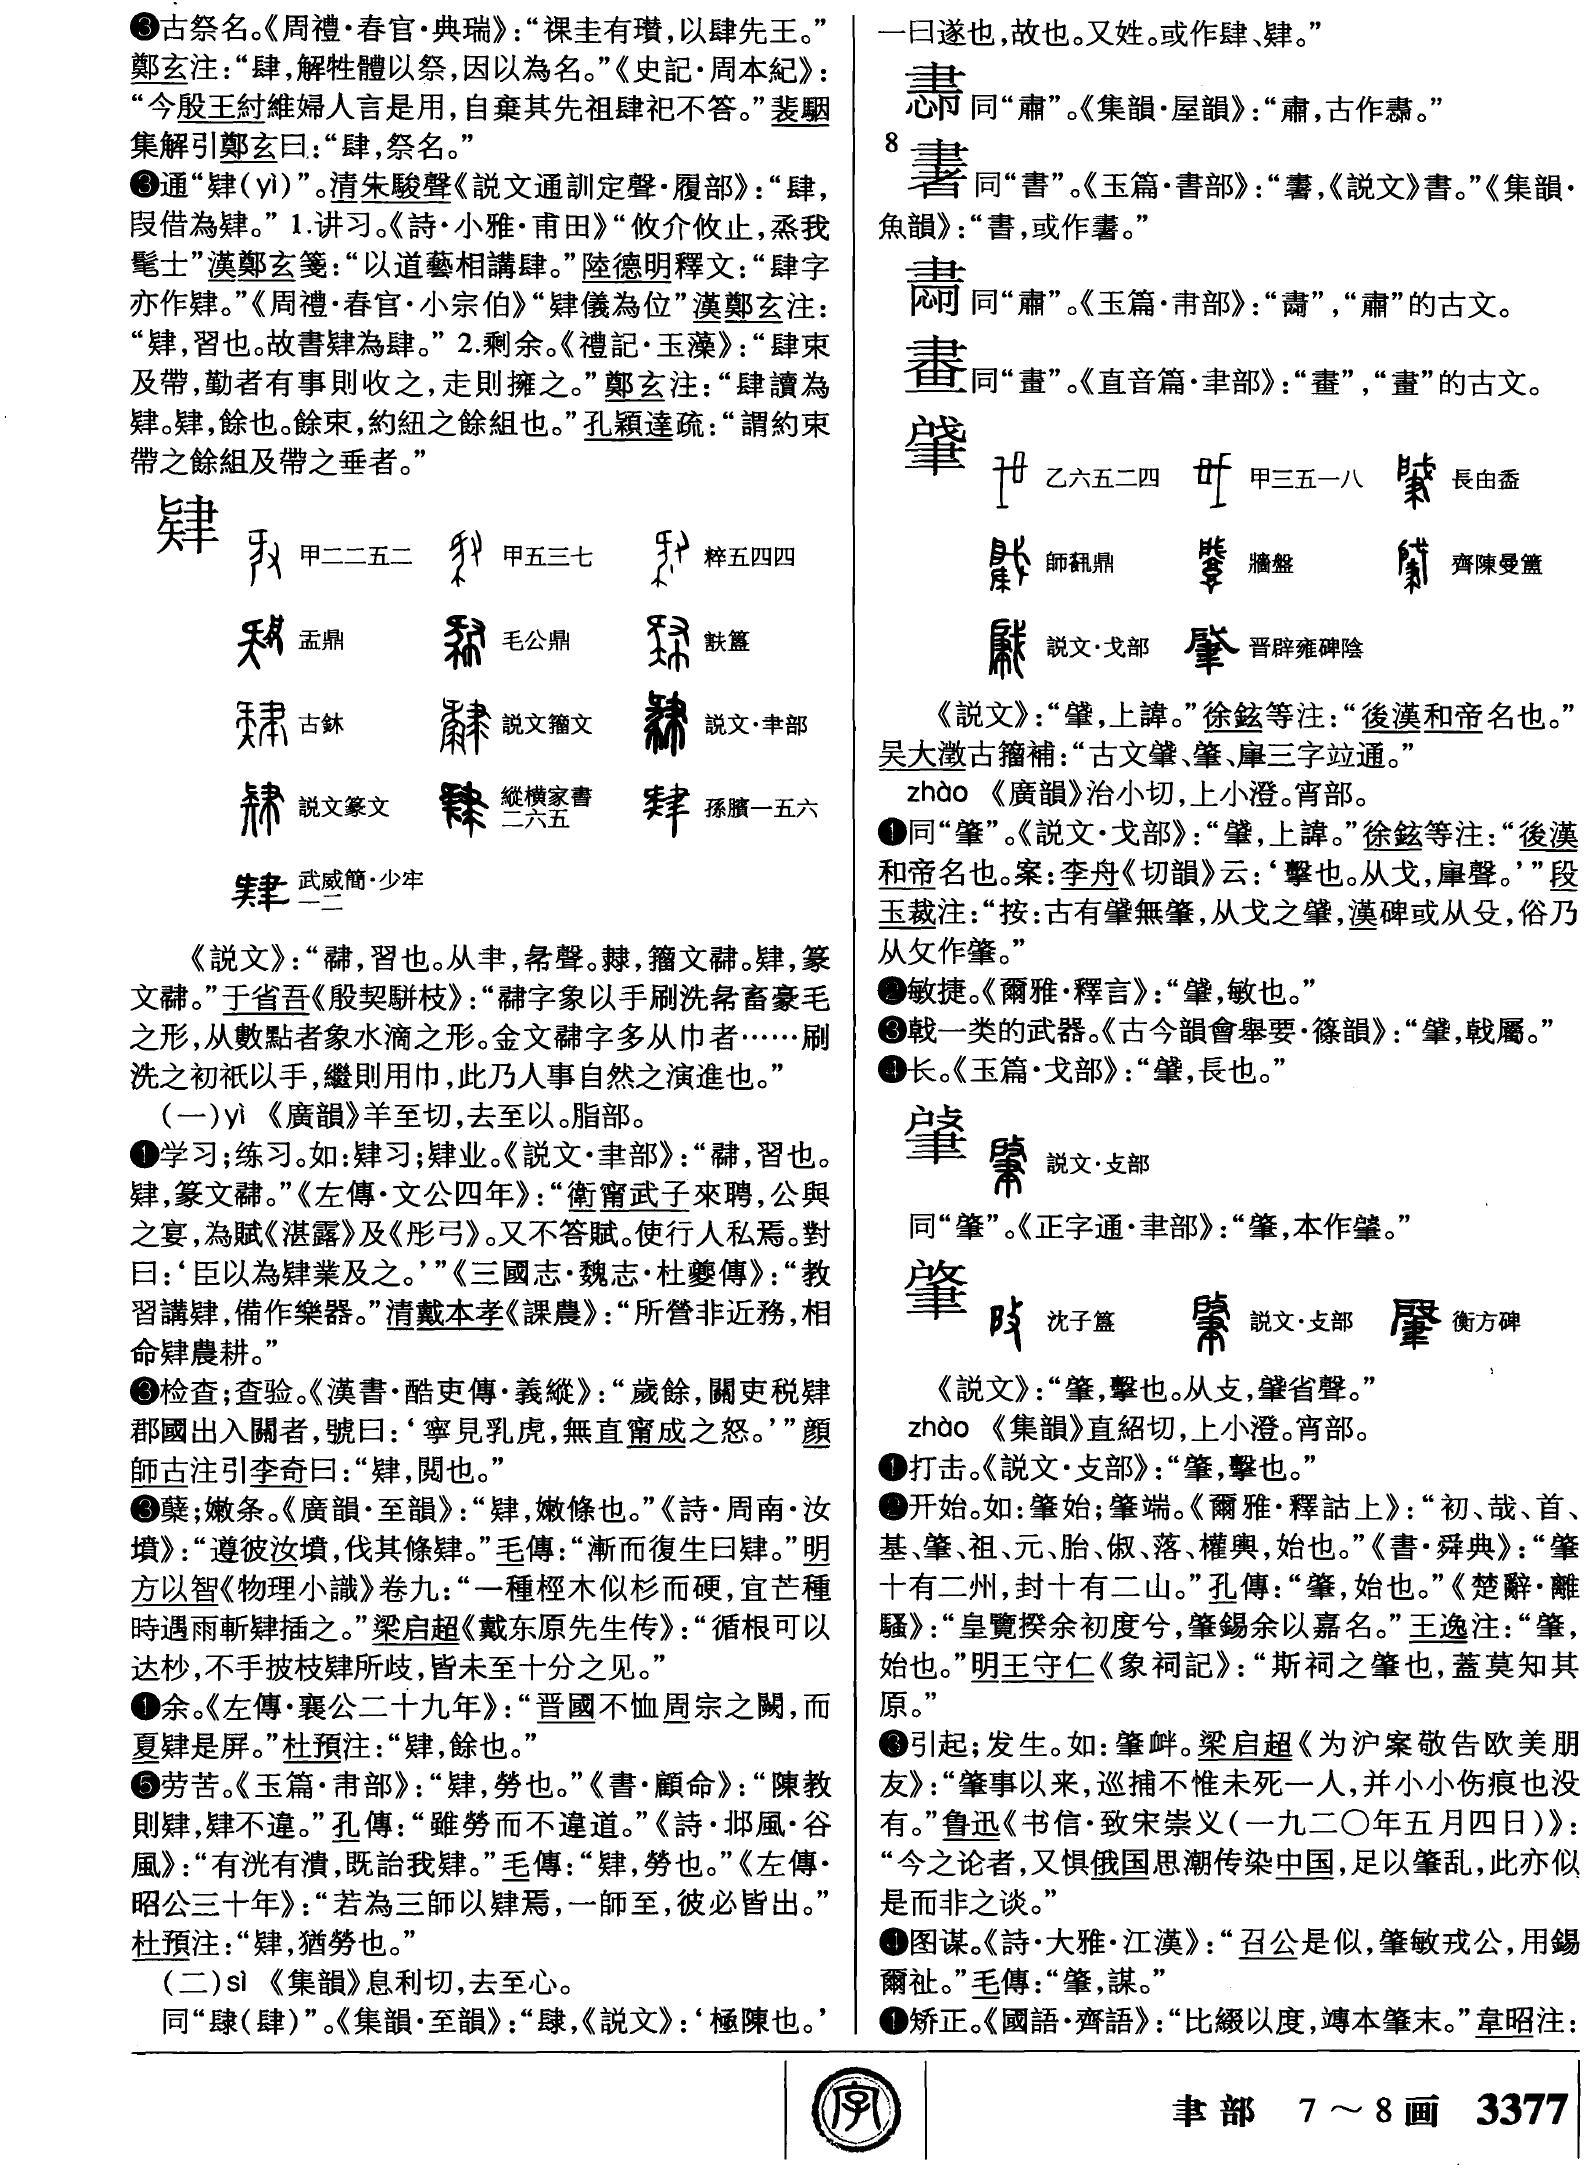 ❸古祭名。《周禮·春官·典瑞》：“祼圭有瓚，以肆先王。”
鄭玄注：“肆，解牲體以祭，因以為名。”《史記·周本紀》：
“今殷王紂維婦人言是用，自棄其先祖肆祀不答。”裴駰
集解引鄭玄曰：“肆，祭名。”
❸通“肄（yì）”。清朱駿聲《説文通訓定聲·履部》：“肆，
叚借為肄。” 1.讲习。《詩·小雅·甫田》“攸介攸止，烝我
髦士”漢鄭玄箋：“以道藝相講肆。”陸德明釋文：“肆字
亦作肄。”《周禮·春官·小宗伯》“肄儀為位”漢鄭玄注：
“肄，習也。故書肄為肆。” 2.剩余。《禮記·玉藻》：“肆束
及帶，勤者有事則收之，走則擁之。”鄭玄注：“肆讀為
肄。肄，餘也。餘束，約紐之餘組也。”孔穎達疏：“謂約束
帶之餘組及帶之垂者。”
肄
甲二二五二 甲五三七 粹五四四
盂鼎 毛公鼎 㝬簋
古鉨 説文籀文 説文·聿部
説文篆文 縱横家書二六五 孫臏一五六
武威簡·少牢一二
《説文》：“𨽸，習也。从聿，㣇聲。𨽹，籀文𨽸。肄，篆
文𨽸。”于省吾《殷契駢枝》：“𨽸字象以手刷洗㣇畜豪毛
之形，从數點者象水滴之形。金文𨽸字多从巾者……刷
洗之初衹以手，繼則用巾，此乃人事自然之演進也。”
（一）yì 《廣韻》羊至切，去至以。脂部。
❶学习；练习。如：肄习；肄业。《説文·聿部》：“𨽸，習也。
肄，篆文𨽸。”《左傳·文公四年》：“衛甯武子來聘，公與
之宴，為賦《湛露》及《彤弓》。又不答賦。使行人私焉。對
曰：‘臣以為肄業及之。’”《三國志·魏志·杜夔傳》：“教
習講肄，備作樂器。”清戴本孝《課農》：“所營非近務，相
命肄農耕。”
❸检查；查验。《漢書·酷吏傳·義縱》：“歲餘，關吏税肄
郡國出入關者，號曰：‘寧見乳虎，無直甯成之怒。’”顔
師古注引李奇曰：“肄，閲也。”
❸蘖；嫩条。《廣韻·至韻》：“肄，嫩條也。”《詩·周南·汝
墳》：“遵彼汝墳，伐其條肄。”毛傳：“漸而復生曰肄。”明
方以智《物理小識》卷九：“一種桱木似杉而硬，宜芒種
時遇雨斬肄插之。”梁启超《戴东原先生传》：“循根可以
达杪，不手披枝肄所歧，皆未至十分之见。”
❶余。《左傳·襄公二十九年》：“晋國不恤周宗之闕，而
夏肄是屏。”杜預注：“肄，餘也。”
❺劳苦。《玉篇·帇部》：“肄，勞也。”《書·顧命》：“陳教
則肄，肄不違。”孔傳：“雖勞而不違道。”《詩·邶風·谷
風》：“有洸有潰，既詒我肄。”毛傳：“肄，勞也。”《左傳·
昭公三十年》：“若為三師以肄焉，一師至，彼必皆出。”
杜預注：“肄，猶勞也。”
（二）sì 《集韻》息利切，去至心。
同“肆（肆）”。《集韻·至韻》：“肆，《説文》：‘極陳也。’
一曰遂也，故也。又姓。或作肆、肄。”
同“肅”。《集韻·屋韻》：“肅，古作。”
8
同“書”。《玉篇·書部》：“，《説文》書。”《集韻·
魚韻》：“書，或作。”
同“肅”。《玉篇·帇部》：“”，“肅”的古文。
同“畫”。《直音篇·聿部》：“”，“畫”的古文。
肈
乙六五二四 甲三五一八 長甶盉
師𩛥鼎 牆盤 齊陳曼簠
説文·戈部 晋辟雍碑陰
《説文》：“肈，上諱。”徐鉉等注：“後漢和帝名也。”
吴大澂古籀補：“古文肈、肇、肁三字竝通。”
zhào 《廣韻》治小切，上小澄。宵部。
❶同“肇”。《説文·戈部》：“肈，上諱。”徐鉉等注：“後漢
和帝名也。案：李舟《切韻》云：‘擊也。从戈，肁聲。’”段
玉裁注：“按：古有肈無肇，从戈之肈，漢碑或从殳，俗乃
从攵作肇。”
❷敏捷。《爾雅·釋言》：“肈，敏也。”
❸戟一类的武器。《古今韻會舉要·篠韻》：“肈，戟屬。”
❹长。《玉篇·戈部》：“肈，長也。”
説文·攴部
同“肇”。《正字通·聿部》：“肇，本作。”
肇
沈子簋 説文·攴部 衡方碑
《説文》：“肇，擊也。从攴，肈省聲。”
zhào 《集韻》直紹切，上小澄。宵部。
❶打击。《説文·攴部》：“肇，擊也。”
❷开始。如：肇始；肇端。《爾雅·釋詁上》：“初、哉、首、
基、肇、祖、元、胎、俶、落、權輿，始也。”《書·舜典》：“肇
十有二州，封十有二山。”孔傳：“肇，始也。”《楚辭·離
騷》：“皇覽揆余初度兮，肇錫余以嘉名。”王逸注：“肇，
始也。”明王守仁《象祠記》：“斯祠之肇也，蓋莫知其
原。”
❸引起；发生。如：肇衅。梁启超《为沪案敬告欧美朋
友》：“肇事以来，巡捕不惟未死一人，并小小伤痕也没
有。”鲁迅《书信·致宋崇义（一九二〇年五月四日）》：
“今之论者，又惧俄国思潮传染中国，足以肇乱，此亦似
是而非之谈。”
❹图谋。《詩·大雅·江漢》：“召公是似，肇敏戎公，用錫
爾祉。”毛傳：“肇，謀。”
❶矫正。《國語·齊語》：“比綴以度，竱本肇末。”韋昭注：
字
聿部 7～8画 3377